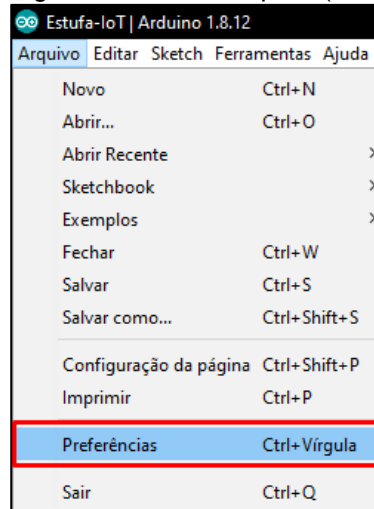 Estufa-IoT | Arduino 1.8.12
Arquivo Editar Sketch Ferramentas Ajuda
Novo Ctrl+N
Abrir... Ctrl+O
Abrir Recente
Sketchbook
Exemplos
Fechar Ctrl+W
Salvar Ctrl+S
Salvar como... Ctrl+Shift+S
Configuração da página Ctrl+Shift+P
Imprimir Ctrl+P
Preferências Ctrl+Vírgula
Sair Ctrl+Q